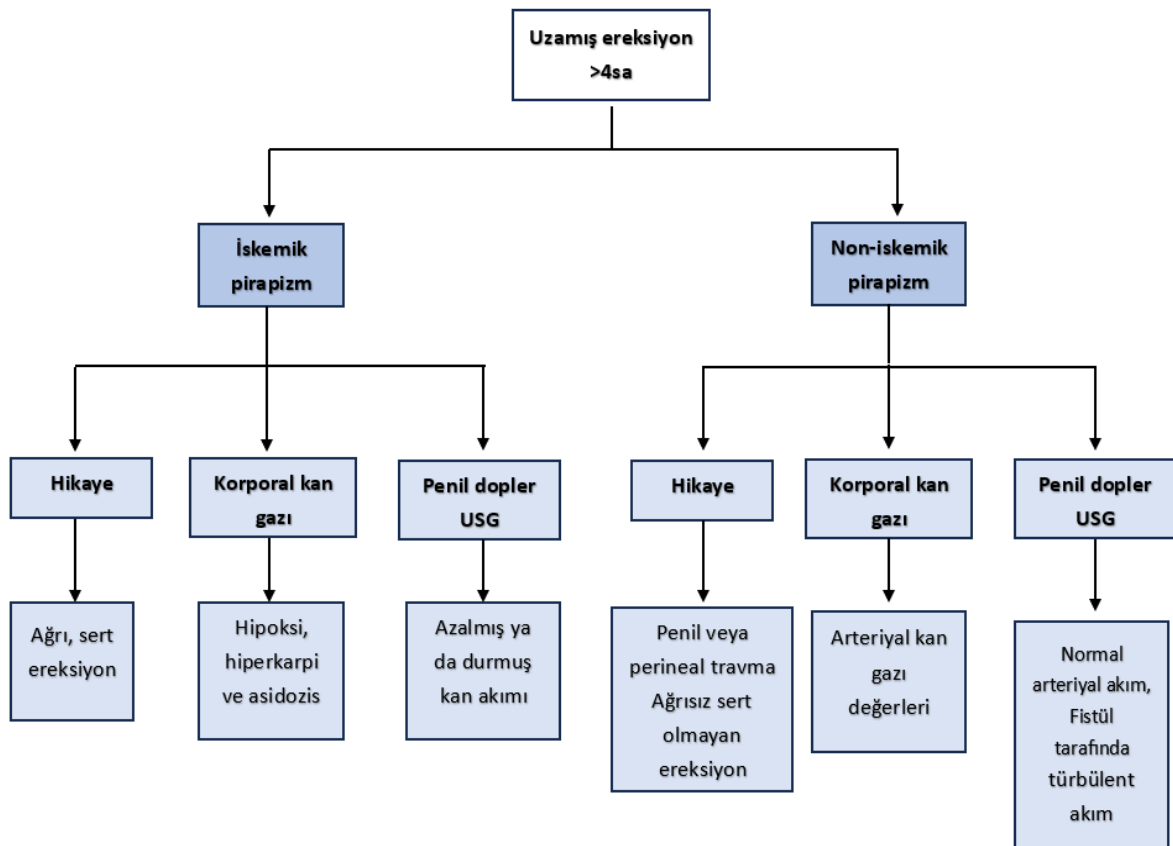 Uzamış ereksiyon
>4sa
İskemik
pirapizm
Non-iskemik
pirapizm
Hikaye
Korporal kan
gazı
Penil dopler
USG
Hikaye
Korporal kan
gazı
Penil dopler
USG
Ağrı, sert
ereksiyon
Hipoksi,
hiperkarpi
ve asidozis
Azalmış ya
da durmuş
kan akımı
Penil veya
perineal travma
Ağrısız sert
olmayan
ereksiyon
Arteriyal kan
gazı
değerleri
Normal
arteriyal akım,
Fistül
tarafında
türbülent
akım